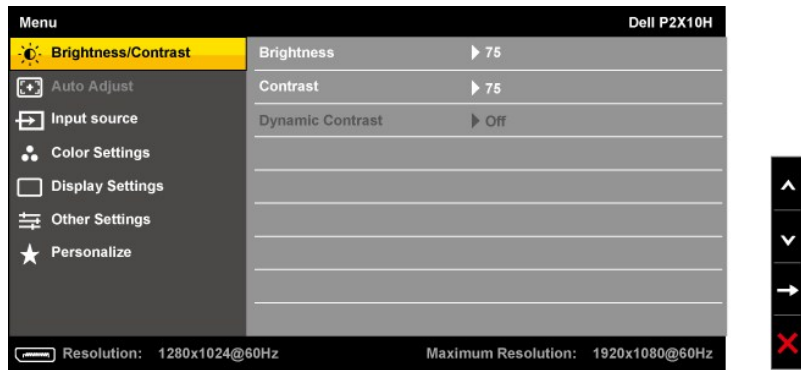 Menu Dell P2X10H
Brightness/Contrast Brightness 75
Auto Adjust Contrast 75
Input source Dynamic Contrast Off
Color Settings
Display Settings
Other Settings
Personalize
Resolution: 1280x1024@60Hz Maximum Resolution: 1920x1080@60Hz